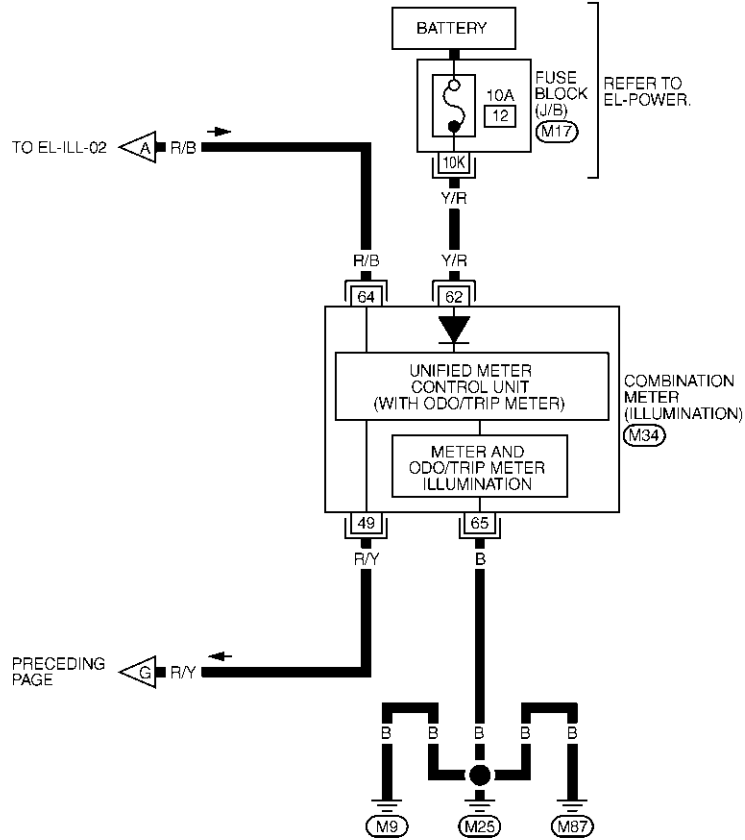 BATTERY
FUSE
BLOCK
(J/B)
M17
REFER TO
EL-POWER.
10A
12
10K
TO EL-ILL-02
A
R/B
Y/R
R/B
Y/R
64
62
UNIFIED METER
CONTROL UNIT
(WITH ODO/TRIP METER)
METER AND
ODO/TRIP METER
ILLUMINATION
COMBINATION
METER
(ILLUMINATION)
M34
49
65
R/Y
B
PRECEDING
PAGE
G
R/Y
B
B
B
B
B
M9
M25
M87